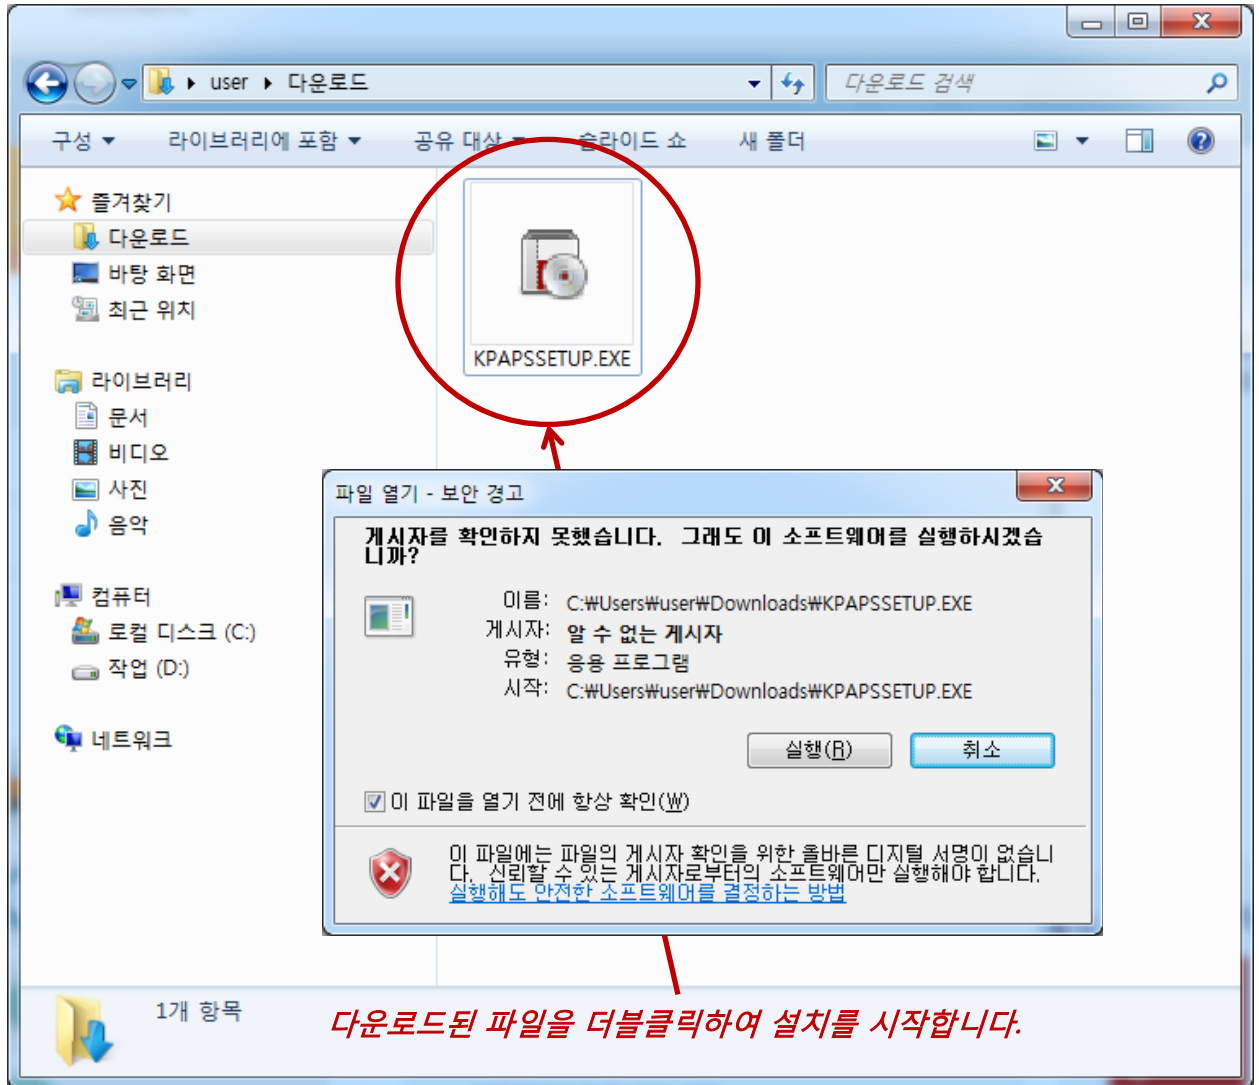 user 다운로드
다운로드 검색
구성 라이브러리에 포함 공유 대상 슬라이드 쇼 새 폴더
즐겨찾기
다운로드
바탕 화면
최근 위치
라이브러리
문서
비디오
사진
음악
컴퓨터
로컬 디스크 (C:)
작업 (D:)
네트워크
KPAPSSETUP.EXE
파일 열기 - 보안 경고
게시자를 확인하지 못했습니다. 그래도 이 소프트웨어를 실행하시겠습
니까?
이름: C:₩Users₩user₩Downloads₩KPAPSSETUP.EXE
게시자: 알 수 없는 게시자
유형: 응용 프로그램
시작: C:₩Users₩user₩Downloads₩KPAPSSETUP.EXE
실행(R) 취소
이 파일을 열기 전에 항상 확인(W)
이 파일에는 파일의 게시자 확인을 위한 올바른 디지털 서명이 없습니
다. 신뢰할 수 있는 게시자로부터의 소프트웨어만 실행해야 합니다.
실행해도 안전한 소프트웨어를 결정하는 방법
1개 항목
다운로드된 파일을 더블클릭하여 설치를 시작합니다.